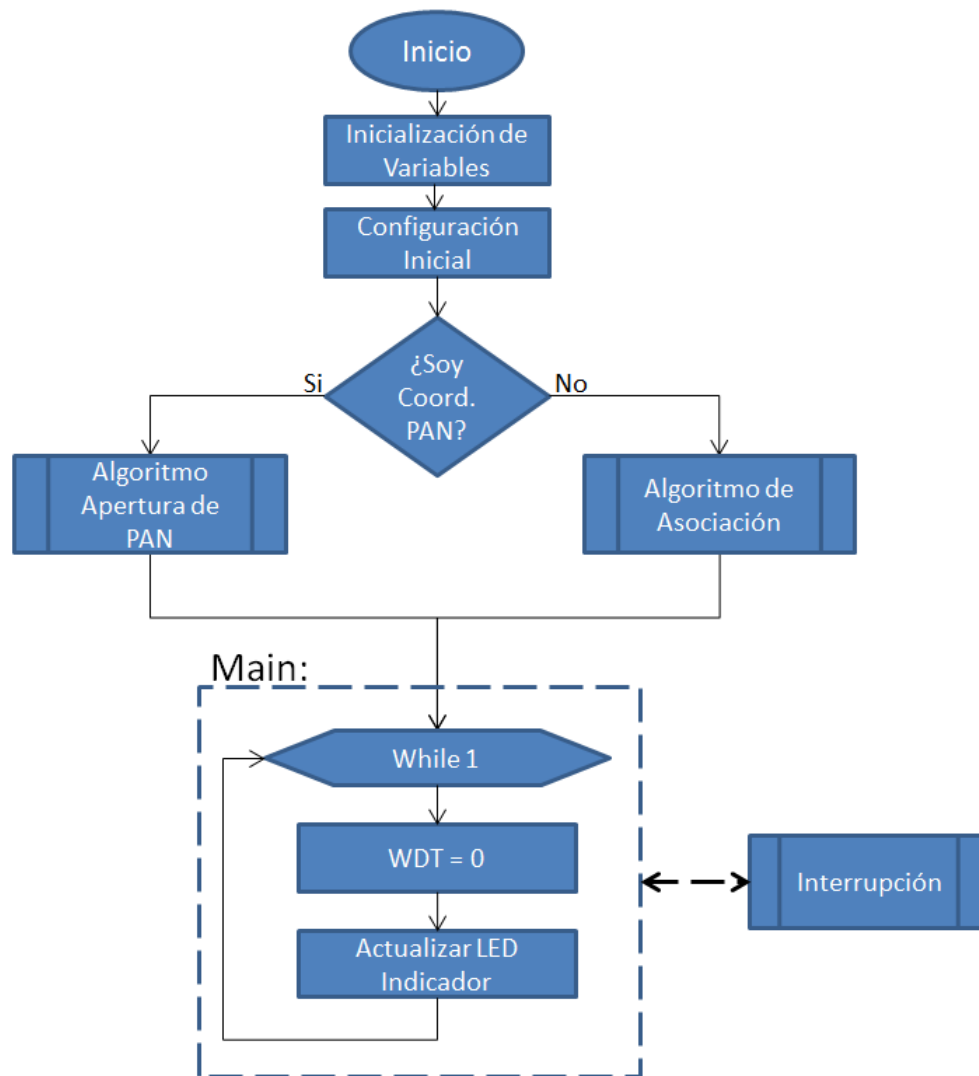 Inicio
Inicialización de
Variables
Configuración
Inicial
¿Soy
Coord.
PAN?
Si
No
Algoritmo
Apertura de
PAN
Algoritmo de
Asociación
Main:
While 1
WDT = 0
Interrupción
Actualizar LED
Indicador